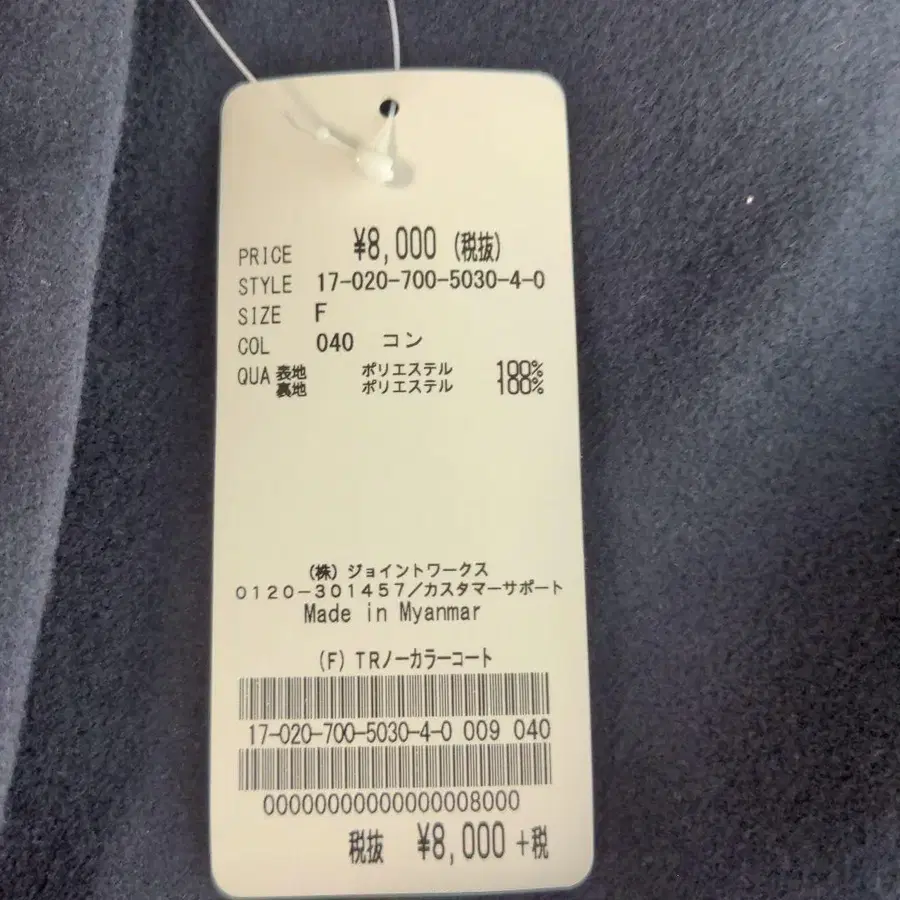 PRICE ¥8,000 (税抜)
STYLE 17-020-700-5030-4-0
SIZE F
COL 040 コン
QUA 表地 ポリエステル 100%
裏地 ポリエステル 100%
(株)ジョイントワークス
0120-301457/カスタマーサポート
Made in Myanmar
(F)TRノーカラーコート
17-020-700-5030-4-0 009 040
00000000000000008000
税抜 ¥8,000 +税